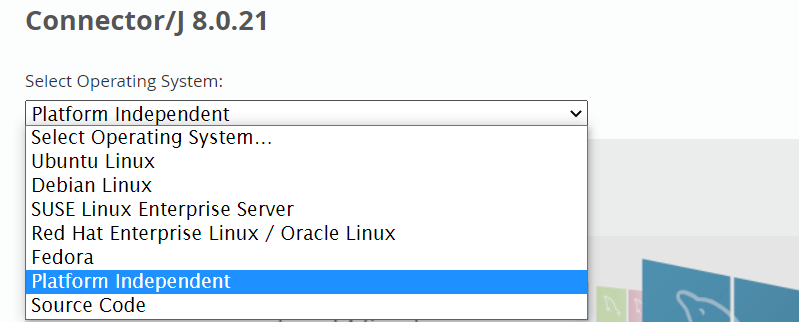 Connector/J 8.0.21
Select Operating System:
Platform Independent
Select Operating System...
Ubuntu Linux
Debian Linux
SUSE Linux Enterprise Server
Red Hat Enterprise Linux / Oracle Linux
Fedora
Platform Independent
Source Code